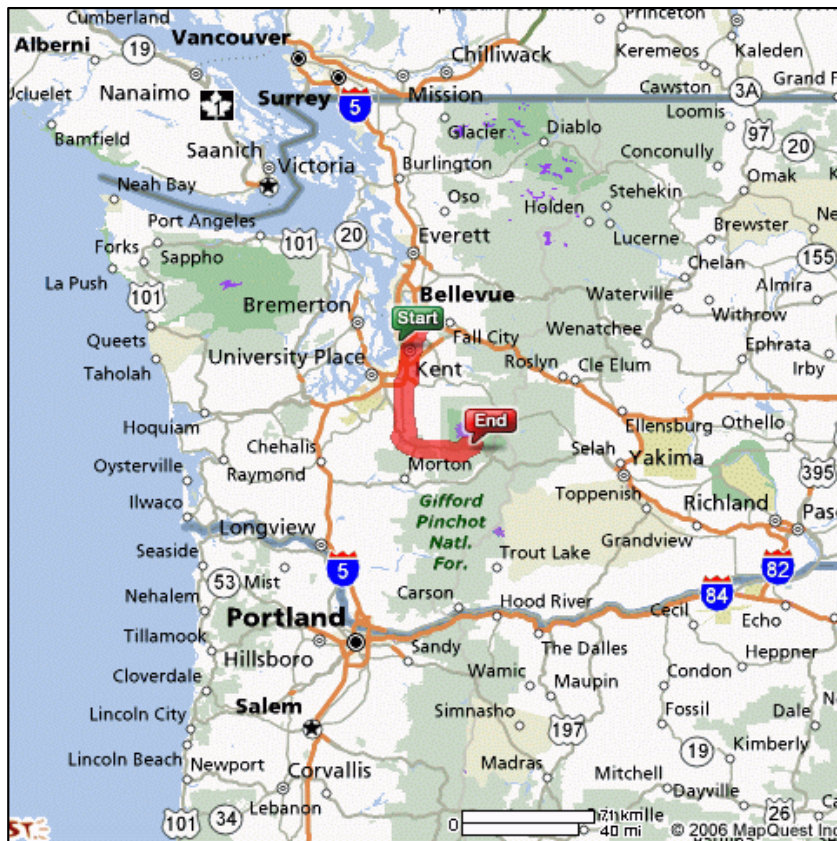 Cumberland
Princeton
Alberni
19
Vancouver
Keremeos
Kaleden
Chilliwack
Nanaimo
Cawston
Ucluelet
1
Surrey
Mission
3A
Grand F
5
Loomis
Bamfield
Glacier
Diablo
97
Saanich
Conconully
20
Victoria
Burlington
Neah Bay
Stehekin
Omak
Oso
Holden
Port Angeles
Brewster
Ne
Forks
101
20
Everett
Lucerne
Sappho
155
La Push
Chelan
101
Bellevue
Waterville
Almira
Bremerton
Start
Withrow
Queets
Fall City
Wenatchee
Ephrata
University Place
Kent
Roslyn
Cle Elum
Irby
Taholah
End
Ellensburg
Hoquiam
Othello
Chehalis
Selah
Oysterville
Morton
Yakima
Raymond
395
Toppenish
Ilwaco
Gifford
Pinchot
Natl.
For.
Richland
Pasc
Longview
Grandview
Seaside
Trout Lake
5
82
53
Mist
84
Nehalem
Carson
Hood River
Cecil
Portland
Echo
Tillamook
Sandy
The Dalles
Heppner
Hillsboro
Wamic
Condon
Cloverdale
Maupin
N
Salem
Simnasho
Fossil
Dale
Lincoln City
197
19
Kimberly
Lincoln Beach
Newport
Corvallis
Madras
Mitchell
Dayville
Lebanon
26
Ca
101
34
ST
0
40 mi
© 2006 MapQuest Inc